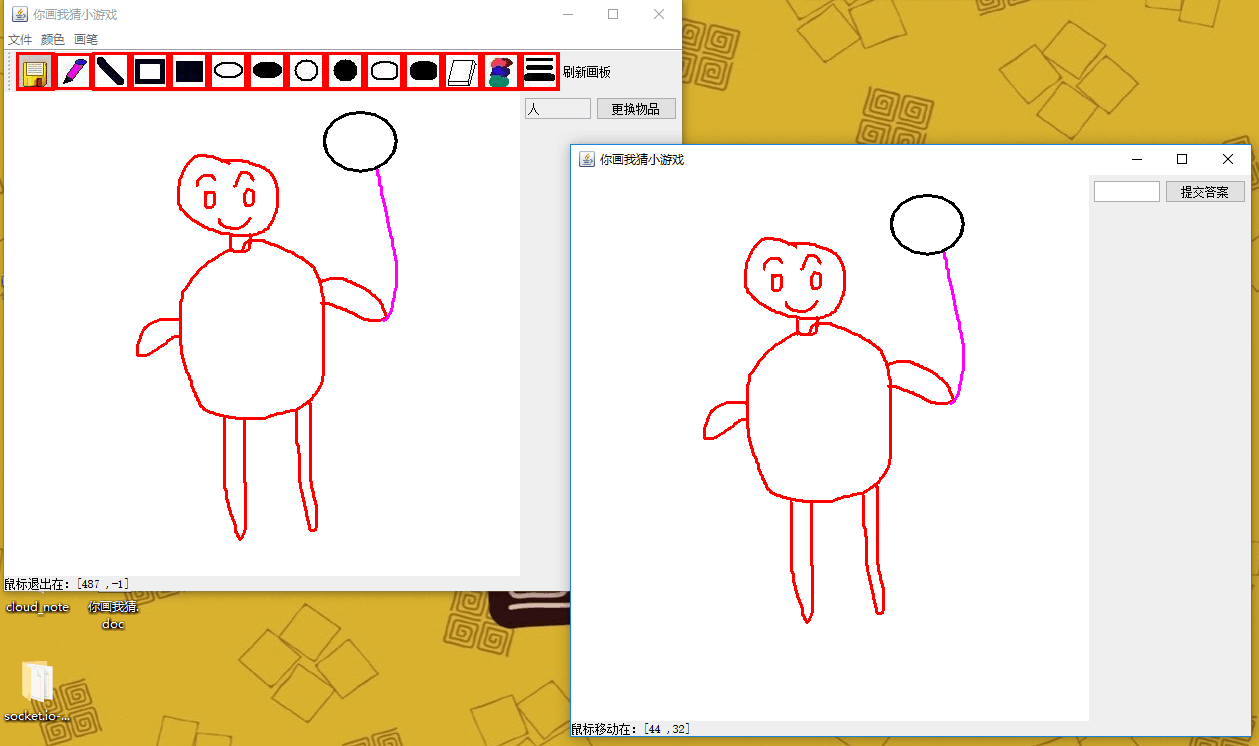 你画我猜小游戏
文件 颜色 画笔
刷新画板
人
更换物品
鼠标退出在：[487 ,-1]
你画我猜小游戏
提交答案
鼠标移动在：[44 ,32]
cloud_note
你画我猜.
doc
socket.io-...